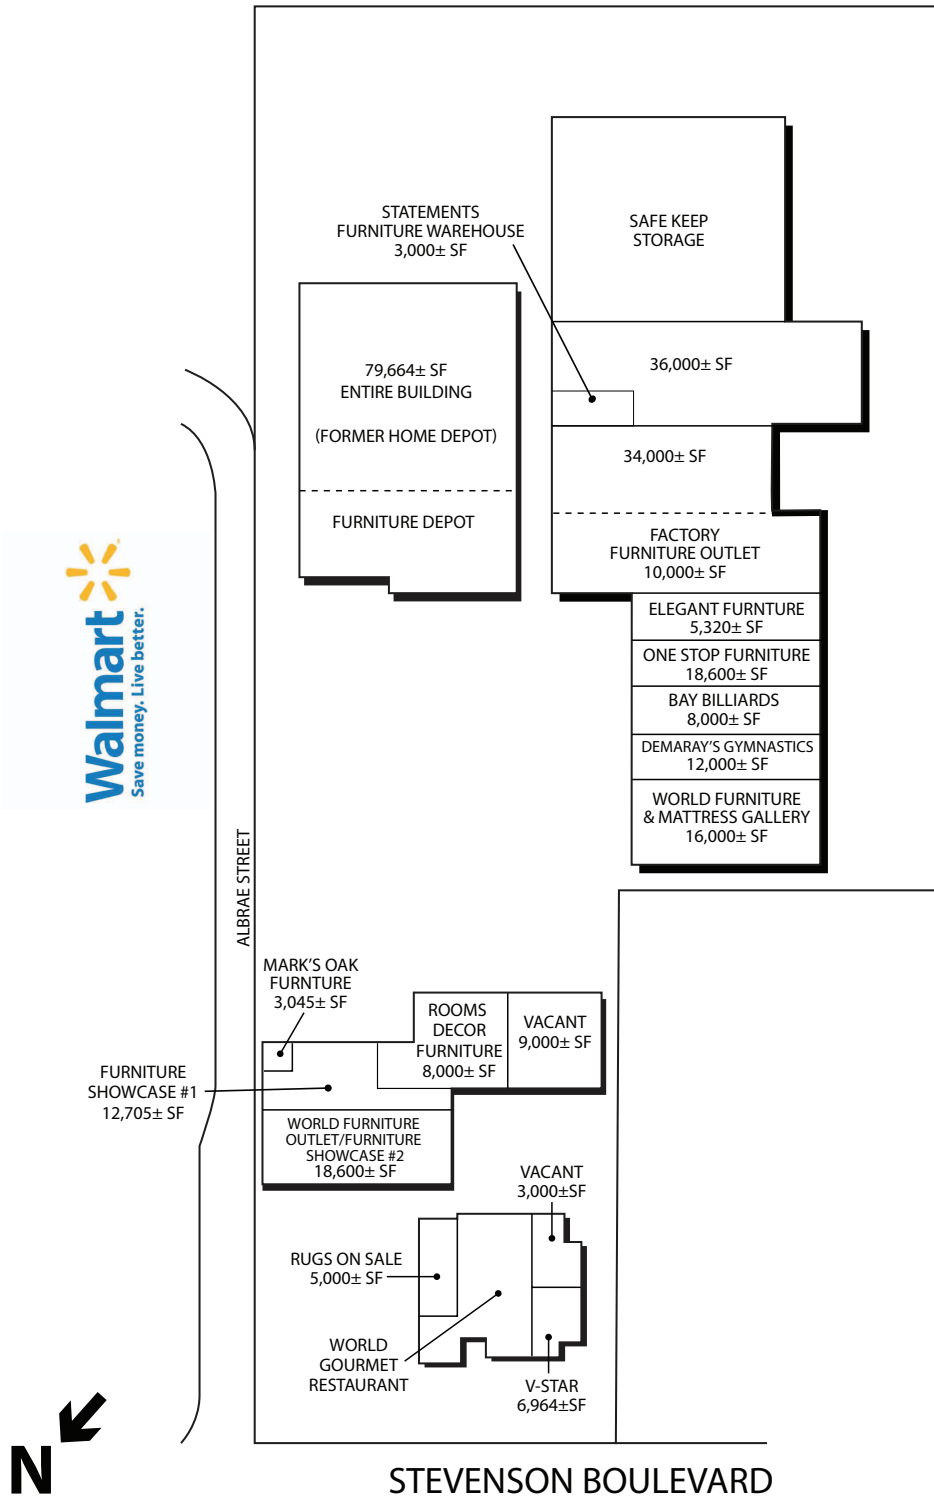 SAFE KEEP
STORAGE
STATEMENTS
FURNITURE WAREHOUSE
3,000± SF
36,000± SF
79,664± SF
ENTIRE BUILDING
(FORMER HOME DEPOT)
34,000± SF
FURNITURE DEPOT
FACTORY
FURNITURE OUTLET
10,000± SF
ELEGANT FURNTURE
5,320± SF
ONE STOP FURNITURE
18,600± SF
BAY BILLIARDS
8,000± SF
DEMARAY'S GYMNASTICS
12,000± SF
WORLD FURNITURE
& MATTRESS GALLERY
16,000± SF
Walmart
Save money. Live better.
ALBRAE STREET
MARK'S OAK
FURNTURE
3,045± SF
ROOMS
DECOR
FURNITURE
8,000± SF
VACANT
9,000± SF
FURNITURE
SHOWCASE #1
12,705± SF
WORLD FURNITURE
OUTLET/FURNITURE
SHOWCASE #2
18,600± SF
VACANT
3,000±SF
RUGS ON SALE
5,000± SF
WORLD
GOURMET
RESTAURANT
V-STAR
6,964±SF
N
STEVENSON BOULEVARD